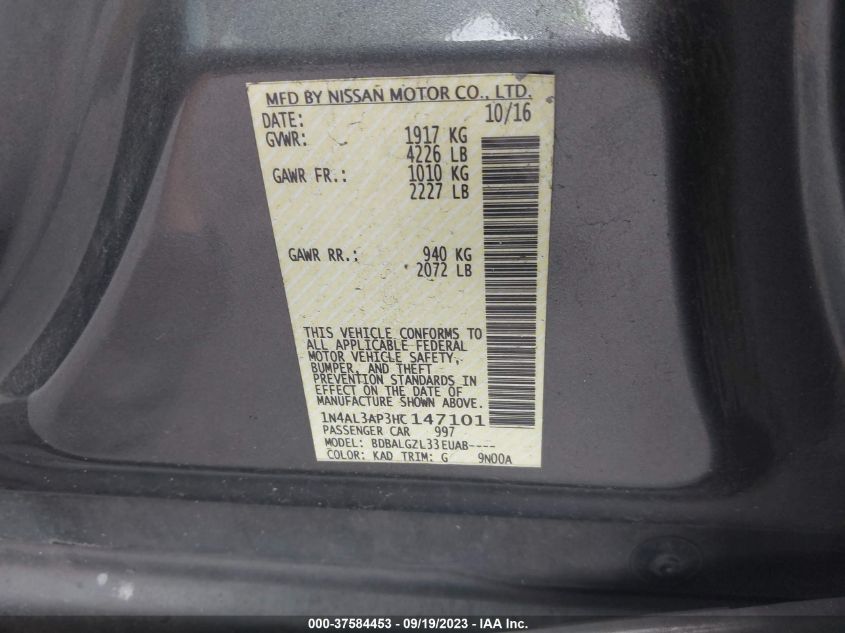 MFD BY NISSAN MOTOR CO., LTD.
DATE: 10/16
GVWR: 1917 KG
4226 LB
GAWR FR.: 1010 KG
2227 LB
GAWR RR.: 940 KG
2072 LB
THIS VEHICLE CONFORMS TO
ALL APPLICABLE FEDERAL
MOTOR VEHICLE SAFETY,
BUMPER, AND THEFT
PREVENTION STANDARDS IN
EFFECT ON THE DATE OF
MANUFACTURE SHOWN ABOVE.
1N4AL3AP3HC147101
PASSENGER CAR 997
MODEL: BDBALGZL33EUAB----
COLOR: KAD TRIM: G 9N00A
000-37584453 - 09/19/2023 - IAA Inc.